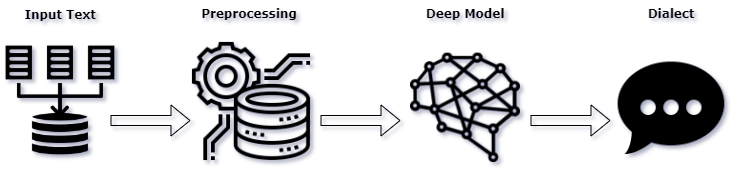 Input Text
Preprocessing
Deep Model
Dialect